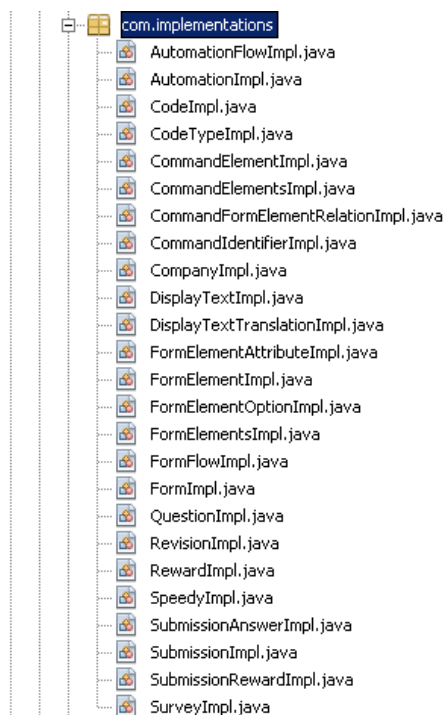 com.implementations
AutomationFlowImpl.java
AutomationImpl.java
CodeImpl.java
CodeTypeImpl.java
CommandElementImpl.java
CommandElementsImpl.java
CommandFormElementRelationImpl.java
CommandIdentifierImpl.java
CompanyImpl.java
DisplayTextImpl.java
DisplayTextTranslationImpl.java
FormElementAttributeImpl.java
FormElementImpl.java
FormElementOptionImpl.java
FormElementsImpl.java
FormFlowImpl.java
FormImpl.java
QuestionImpl.java
RevisionImpl.java
RewardImpl.java
SpeedyImpl.java
SubmissionAnswerImpl.java
SubmissionImpl.java
SubmissionRewardImpl.java
SurveyImpl.java